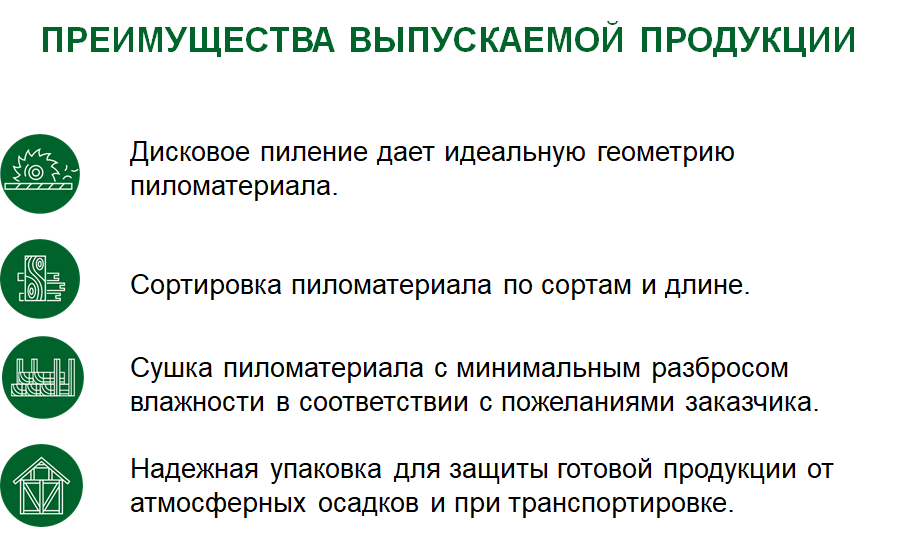 ПРЕИМУЩЕСТВА ВЫПУСКАЕМОЙ ПРОДУКЦИИ
Дисковое пиление дает идеальную геометрию
пиломатериала.
Сортировка пиломатериала по сортам и длине.
Сушка пиломатериала с минимальным разбросом
влажности в соответствии с пожеланиями заказчика.
Надежная упаковка для защиты готовой продукции от
атмосферных осадков и при транспортировке.